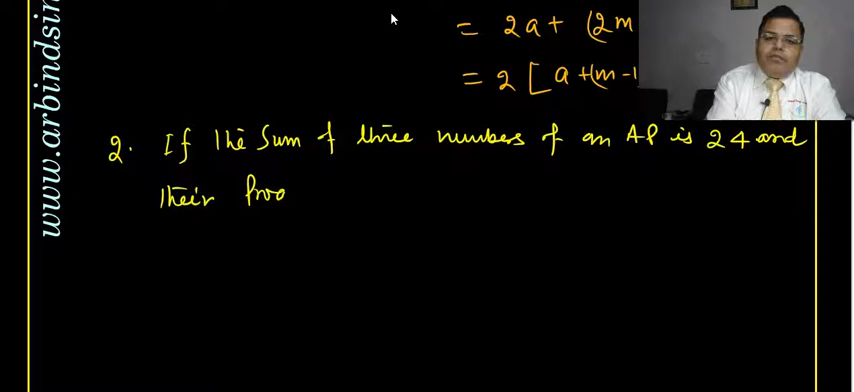 = 2a + (2m
= 2 [ a + (m - 1
2. If the Sum of three numbers of an AP is 24 and
their Pro
www.arbindsin